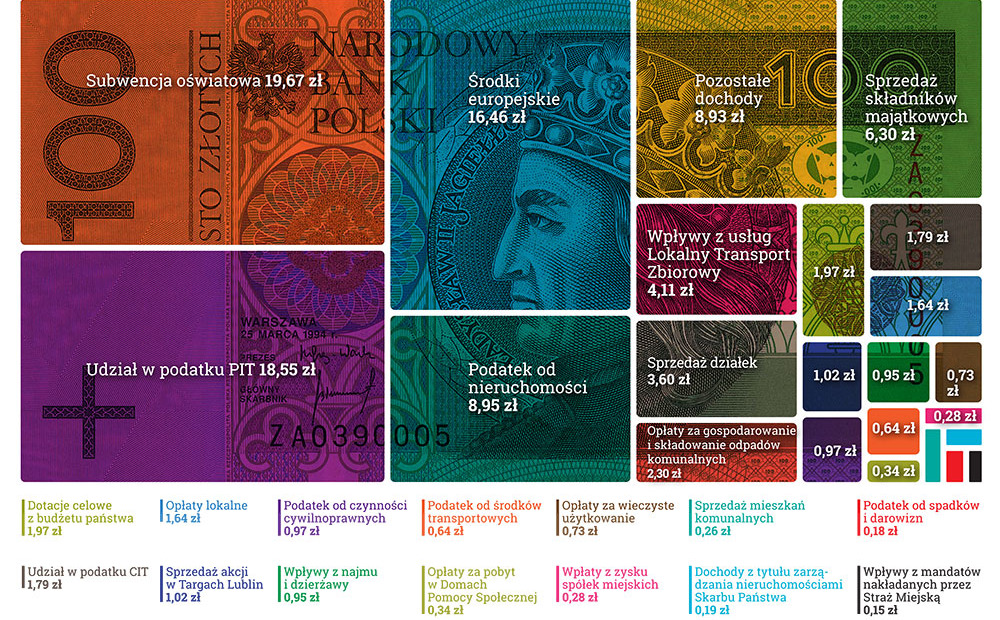 Subwencja oświatowa 19,67 zł
Środki
europejskie
16,46 zł
Pozostałe
dochody
8,93 zł
Sprzedaż
składników
majątkowych
6,30 zł
100
STO ZŁOTYCH
NARODOWY
BANK
POLSKI
100
Wpływy z usług
Lokalny Transport
Zbiorowy
4,11 zł
1,97 zł
1,79 zł
1,64 zł
Udział w podatku PIT 18,55 zł
WARSZAWA
25 MARCA 1994 r.
PREZES
GŁÓWNY
SKARBNIK
ZA0390005
Podatek od
nieruchomości
8,95 zł
Sprzedaż działek
3,60 zł
1,02 zł
0,95 zł
0,73
zł
Opłaty za gospodarowanie
i składowanie odpadów
komunalnych
2,30 zł
0,97 zł
0,64 zł
0,28 zł
0,34 zł
Dotacje celowe
z budżetu państwa
1,97 zł
Opłaty lokalne
1,64 zł
Podatek od czynności
cywilnoprawnych
0,97 zł
Podatek od środków
transportowych
0,64 zł
Opłaty za wieczyste
użytkowanie
0,73 zł
Sprzedaż mieszkań
komunalnych
0,26 zł
Podatek od spadków
i darowizn
0,18 zł
Udział w podatku CIT
1,79 zł
Sprzedaż akcji
w Targach Lublin
1,02 zł
Wpływy z najmu
i dzierżawy
0,95 zł
Opłaty za pobyt
w Domach
Pomocy Społecznej
0,34 zł
Wpłaty z zysku
spółek miejskich
0,28 zł
Dochody z tytułu zarzą-
dzania nieruchomościami
Skarbu Państwa
0,19 zł
Wpływy z mandatów
nakładanych przez
Straż Miejską
0,15 zł